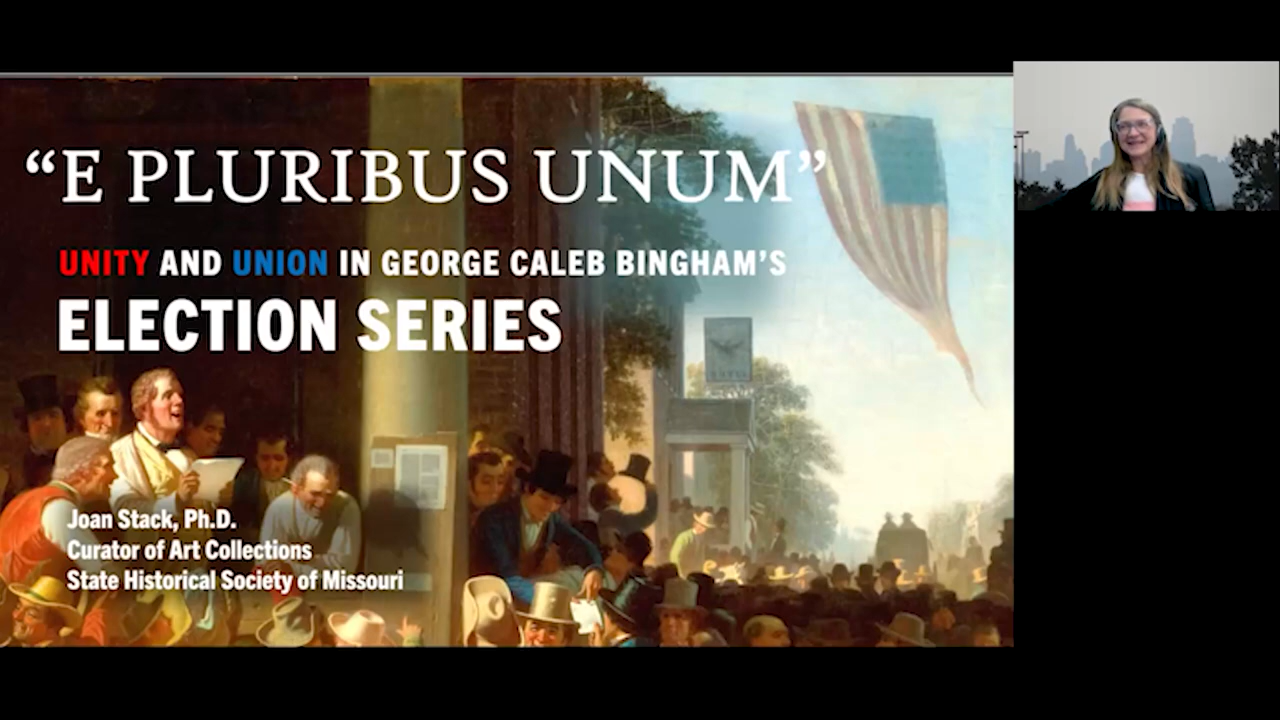 “E PLURIBUS UNUM”
UNITY AND UNION IN GEORGE CALEB BINGHAM’S
ELECTION SERIES
Joan Stack, Ph.D.
Curator of Art Collections
State Historical Society of Missouri